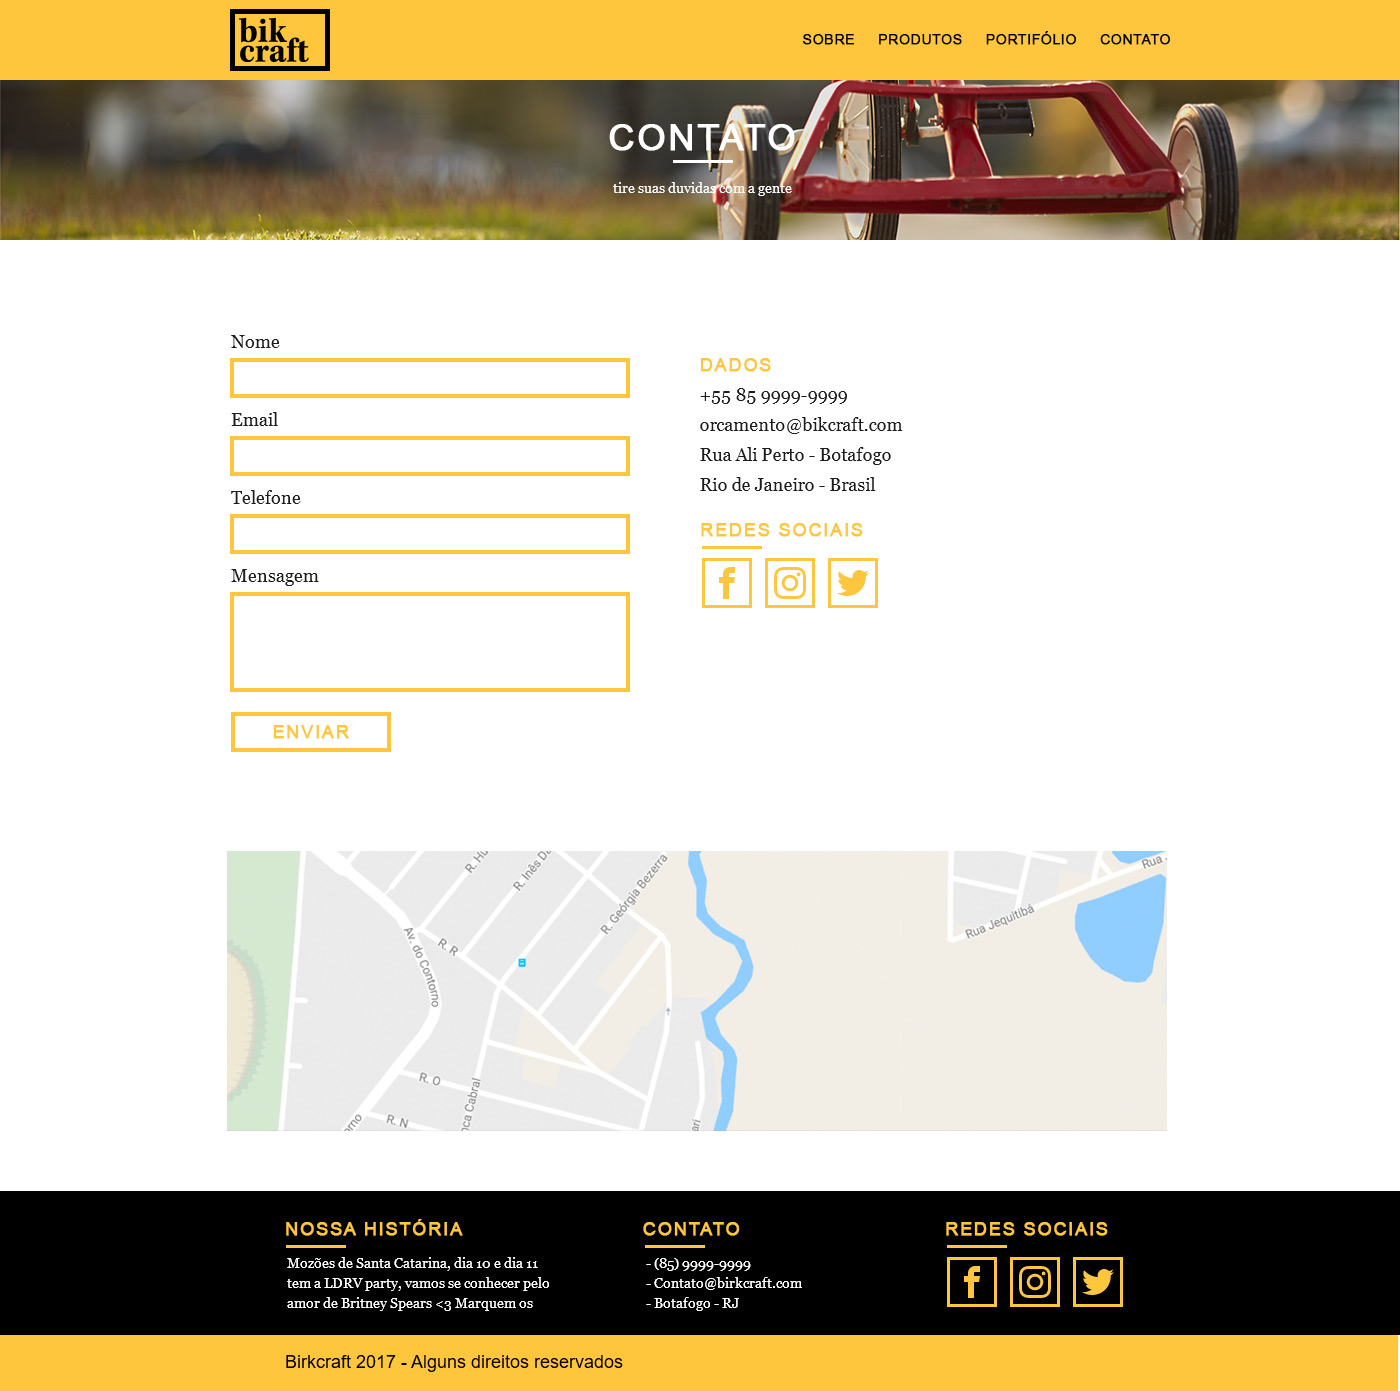 bik
craft
SOBRE PRODUTOS PORTIFÓLIO CONTATO
CONTATO
tire suas duvidas com a gente
Nome
Email
Telefone
Mensagem
ENVIAR
DADOS
+55 85 9999-9999
orcamento@bikcraft.com
Rua Ali Perto - Botafogo
Rio de Janeiro - Brasil
REDES SOCIAIS
R. Hu
R. Inês Da
R. Geórgia Bezerra
Rua J
Rua Jequitibá
R. R
Av. do Contorno
R. O
R. N
orno
nca Cabral
ari
NOSSA HISTÓRIA
Mozões de Santa Catarina, dia 10 e dia 11
tem a LDRV party, vamos se conhecer pelo
amor de Britney Spears <3 Marquem os
CONTATO
- (85) 9999-9999
- Contato@birkcraft.com
- Botafogo - RJ
REDES SOCIAIS
Birkcraft 2017 - Alguns direitos reservados